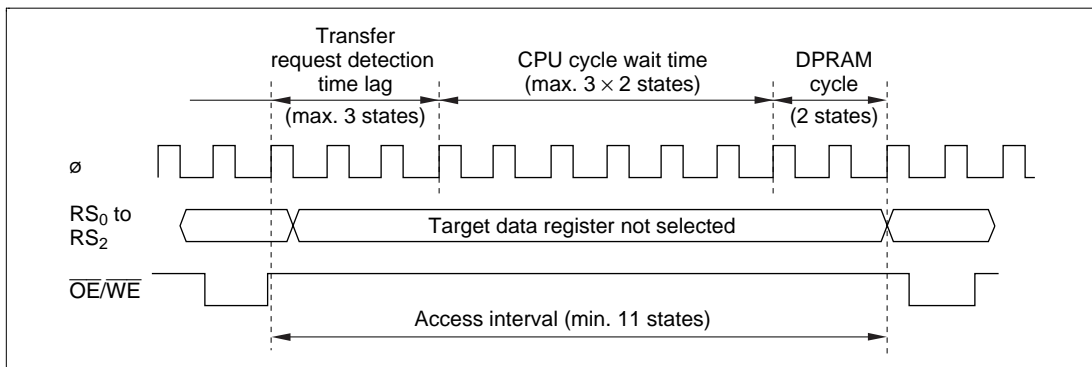 Transfer
request detection
time lag
(max. 3 states)
CPU cycle wait time
(max. 3 × 2 states)
DPRAM
cycle
(2 states)
ø
RS0 to
RS2
Target data register not selected
OE/WE
Access interval (min. 11 states)